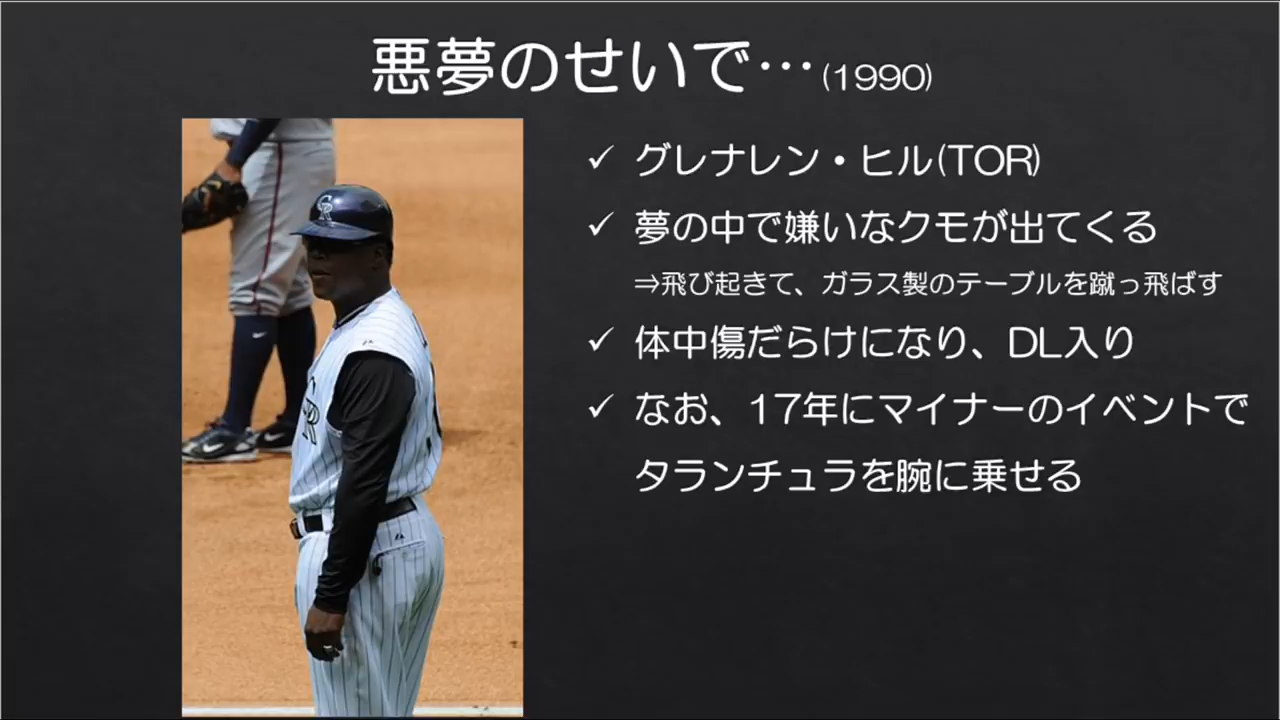 悪夢のせいで…(1990)
✓ グレナレン・ヒル(TOR)
✓ 夢の中で嫌いなクモが出てくる
⇒飛び起きて、ガラス製のテーブルを蹴っ飛ばす
✓ 体中傷だらけになり、DL入り
✓ なお、17年にマイナーのイベントで
タランチュラを腕に乗せる
CR
CR